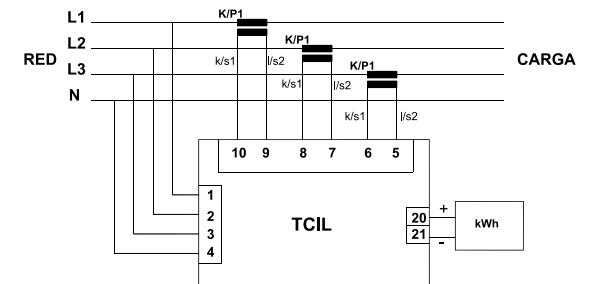 K/P1
L1
L2
K/P1
RED
k/s1
l/s2
CARGA
L3
K/P1
k/s1
l/s2
N
k/s1
l/s2
10 9 8 7 6 5
1
2
3
4
TCIL
20
21
+
-
kWh